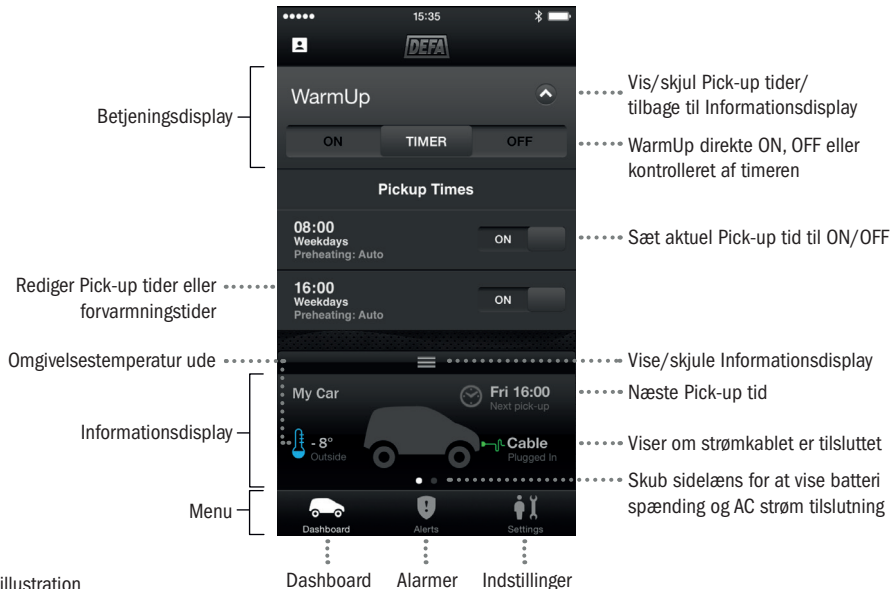 15:35
DEFA
WarmUp
ON TIMER OFF
Pickup Times
08:00
Weekdays
Preheating: Auto
ON
16:00
Weekdays
Preheating: Auto
ON
My Car
Fri 16:00
Next pick-up
- 8°
Outside
Cable
Plugged In
Dashboard Alerts Settings
Betjeningsdisplay
Rediger Pick-up tider eller
forvarmningstider
Omgivelsestemperatur ude
Informationsdisplay
Menu
Vis/skjul Pick-up tider/
tilbage til Informationsdisplay
WarmUp direkte ON, OFF eller
kontrolleret af timeren
Sæt aktuel Pick-up tid til ON/OFF
Vise/skjule Informationsdisplay
Næste Pick-up tid
Viser om strømkablet er tilsluttet
Skub sidelæns for at vise batteri
spænding og AC strøm tilslutning
Dashboard Alarmer Indstillinger
illustration